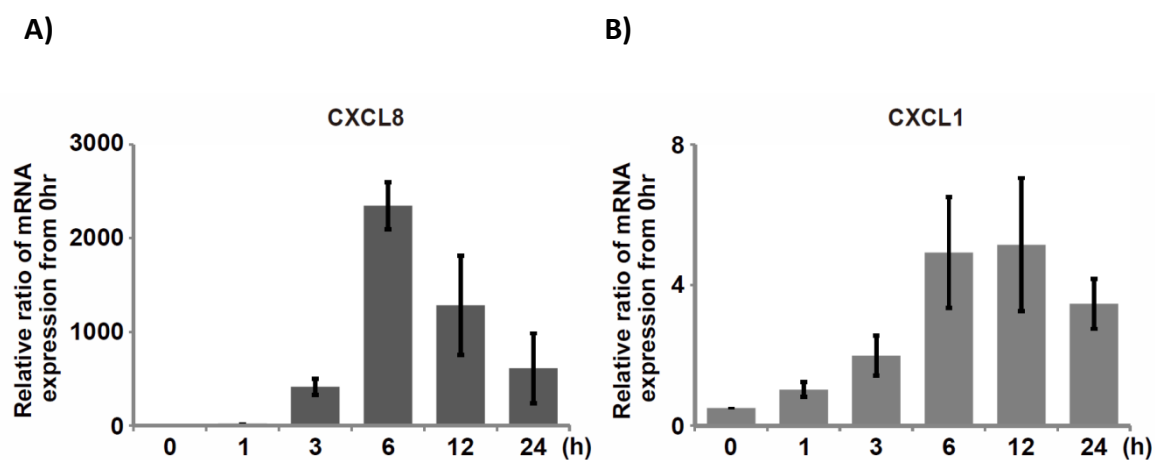 A)
B)
CXCL8
Relative ratio of mRNA
expression from 0hr
3000
2000
1000
0
0 1 3 6 12 24 (h)
CXCL1
Relative ratio of mRNA
expression from 0hr
8
4
0
0 1 3 6 12 24 (h)